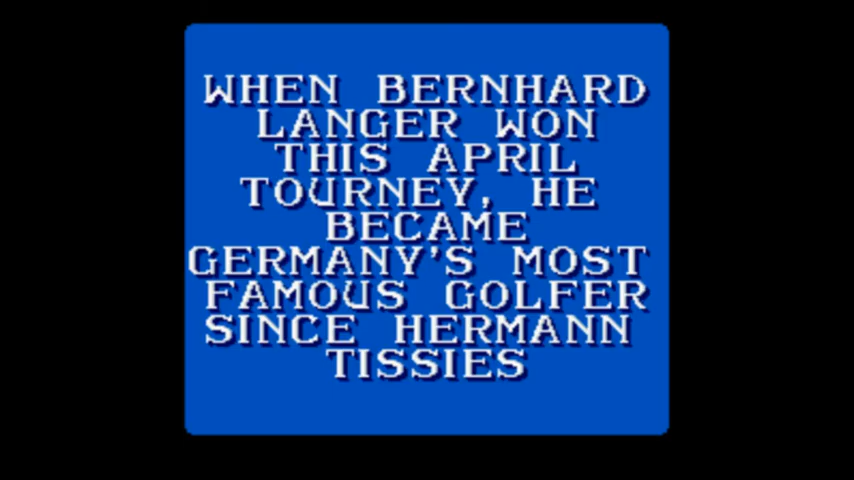 WHEN BERNHARD
LANGER WON
THIS APRIL
TOURNEY, HE
BECAME
GERMANY'S MOST
FAMOUS GOLFER
SINCE HERMANN
TISSIES